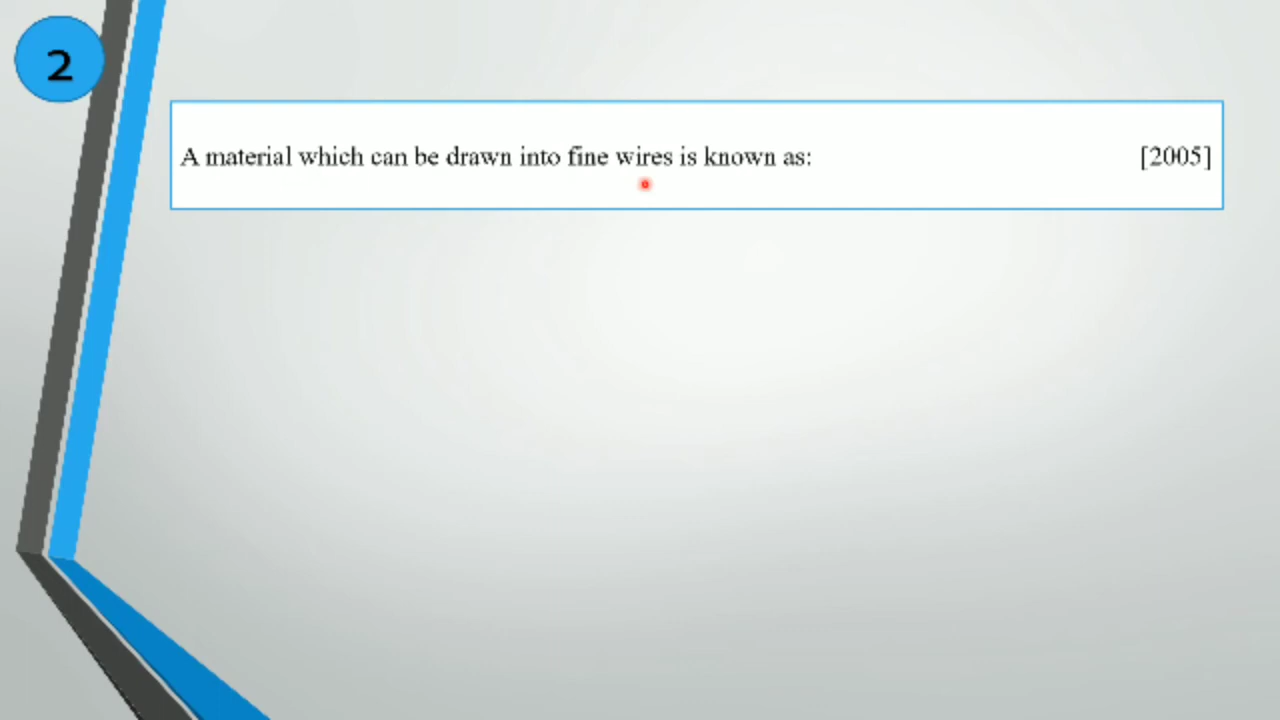 2
A material which can be drawn into fine wires is known as: [2005]